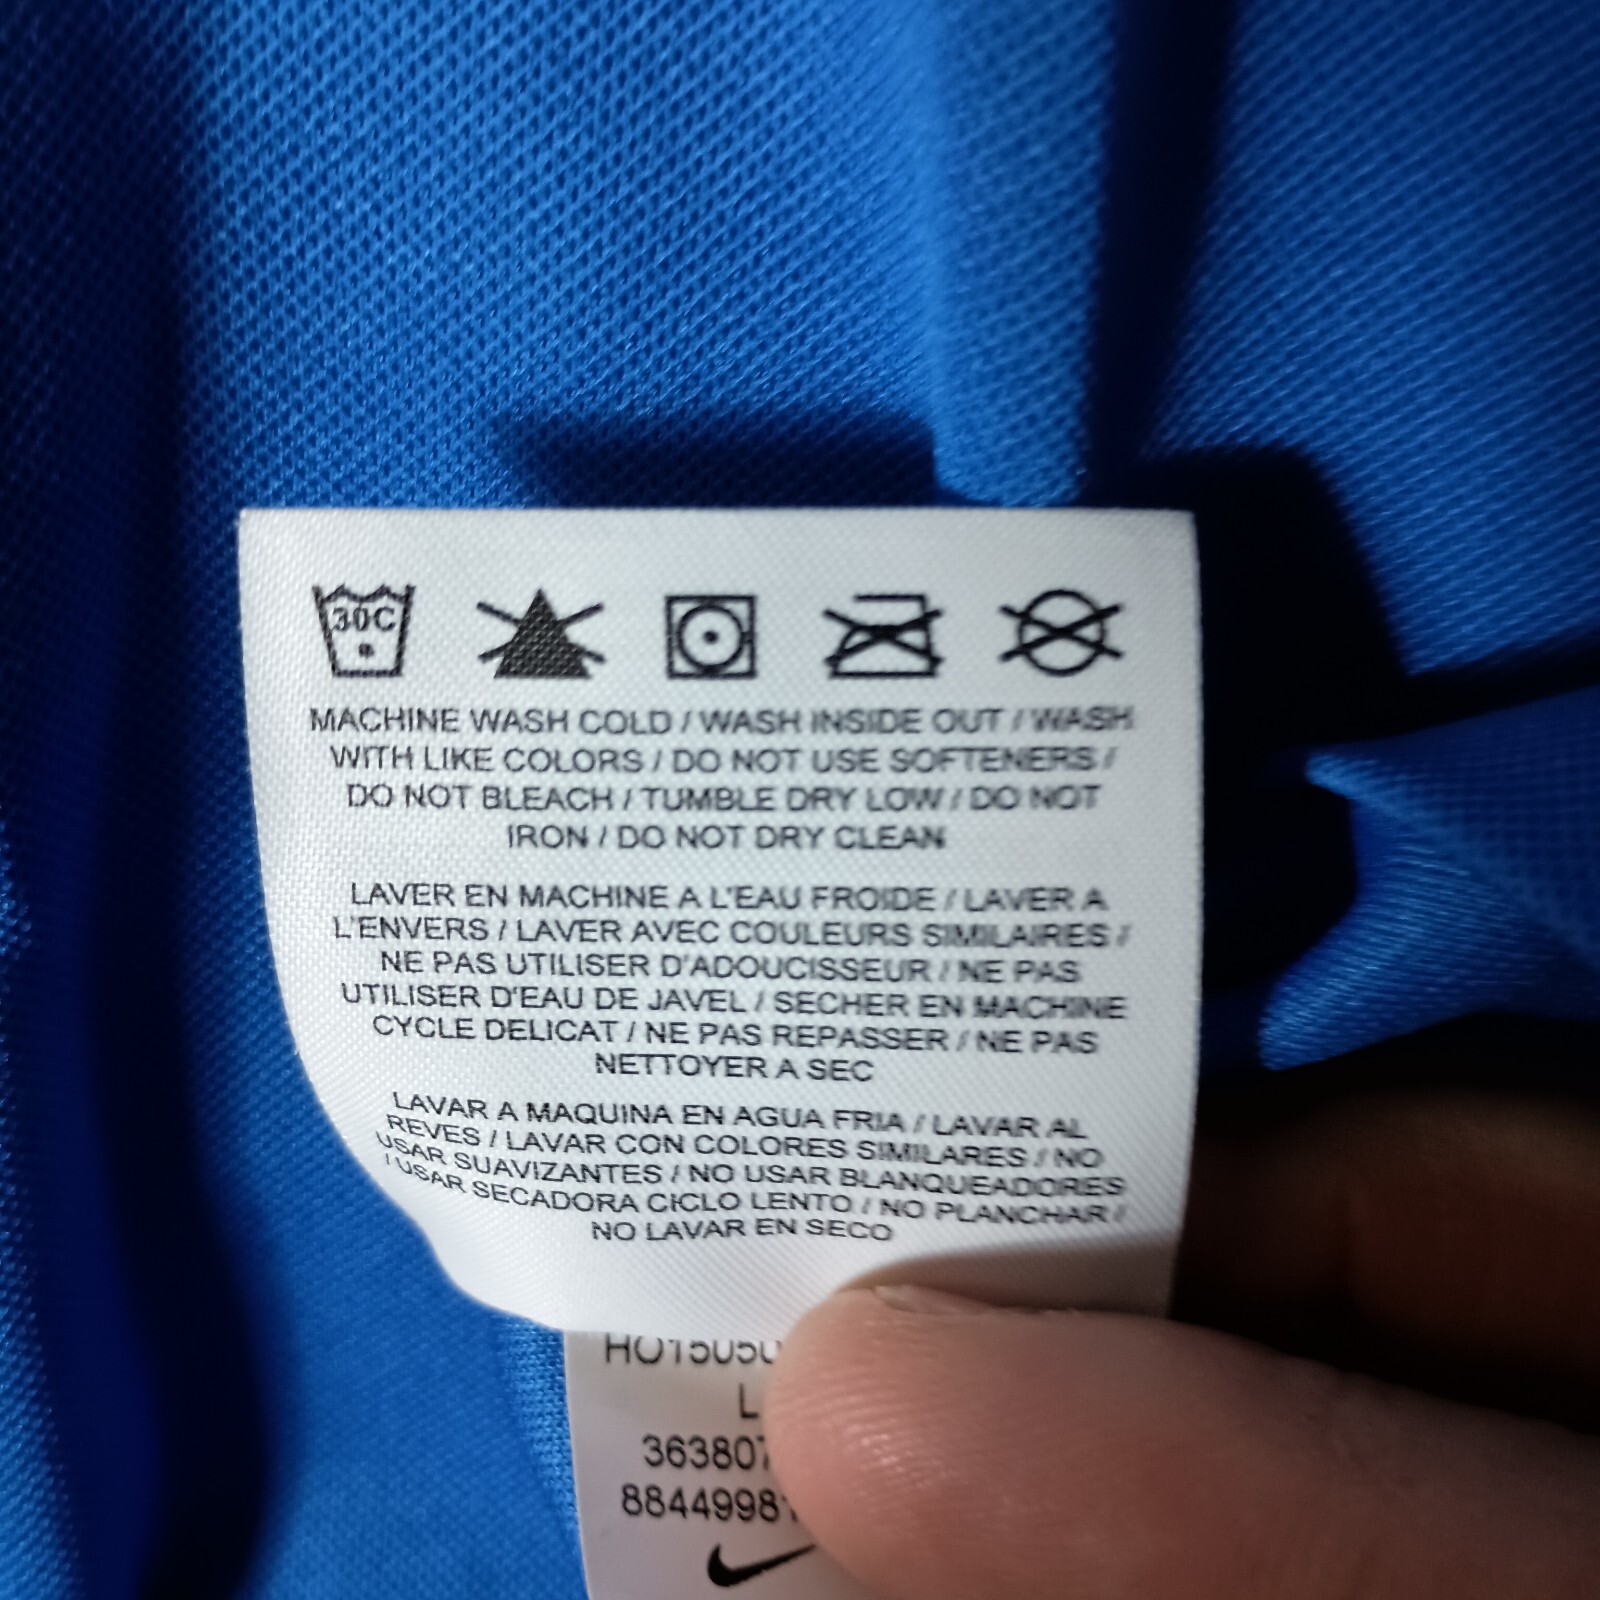 30C
MACHINE WASH COLD / WASH INSIDE OUT / WASH
WITH LIKE COLORS / DO NOT USE SOFTENERS /
DO NOT BLEACH / TUMBLE DRY LOW / DO NOT
IRON / DO NOT DRY CLEAN
LAVER EN MACHINE A L'EAU FROIDE / LAVER A
L'ENVERS / LAVER AVEC COULEURS SIMILAIRES /
NE PAS UTILISER D'ADOUCISSEUR / NE PAS
UTILISER D'EAU DE JAVEL / SECHER EN MACHINE
CYCLE DELICAT / NE PAS REPASSER / NE PAS
NETTOYER A SEC
LAVAR A MAQUINA EN AGUA FRIA / LAVAR AL
REVES / LAVAR CON COLORES SIMILARES / NO
USAR SUAVIZANTES / NO USAR BLANQUEADORES
/ USAR SECADORA CICLO LENTO / NO PLANCHAR /
NO LAVAR EN SECO
L